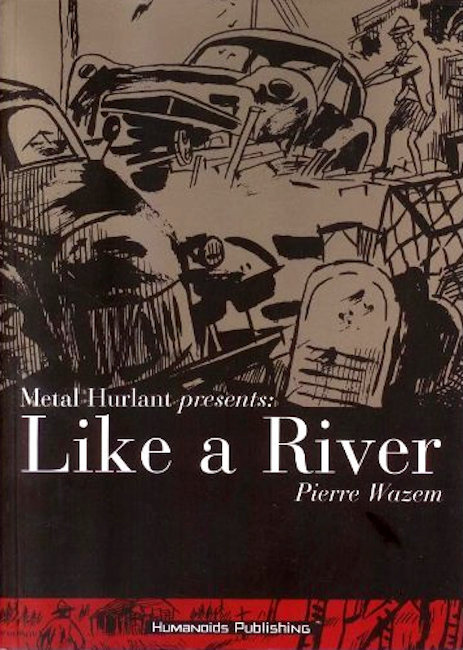 Metal Hurlant presents:
Like a River
Pierre Wazem
Humanoids Publishing